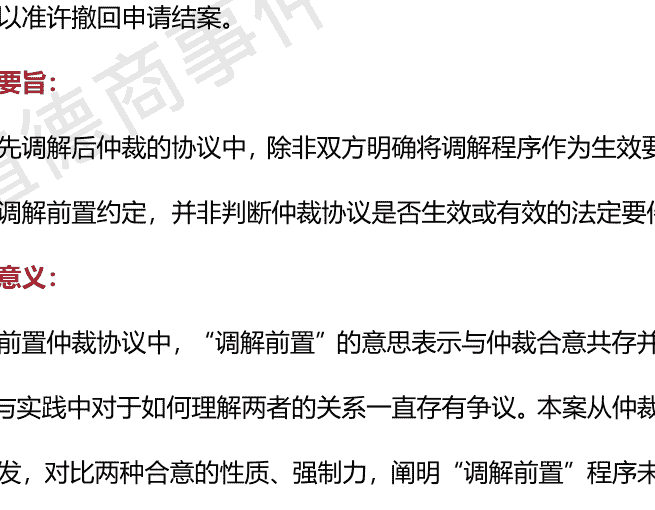 以准许撤回申请结案。
要旨：
先调解后仲裁的协议中，除非双方明确将调解程序作为生效要
调解前置约定，并非判断仲裁协议是否生效或有效的法定要件
意义：
前置仲裁协议中，“调解前置”的意思表示与仲裁合意共存并
与实践中对于如何理解两者的关系一直存有争议。本案从仲裁
发，对比两种合意的性质、强制力，阐明“调解前置”程序未
德商事件